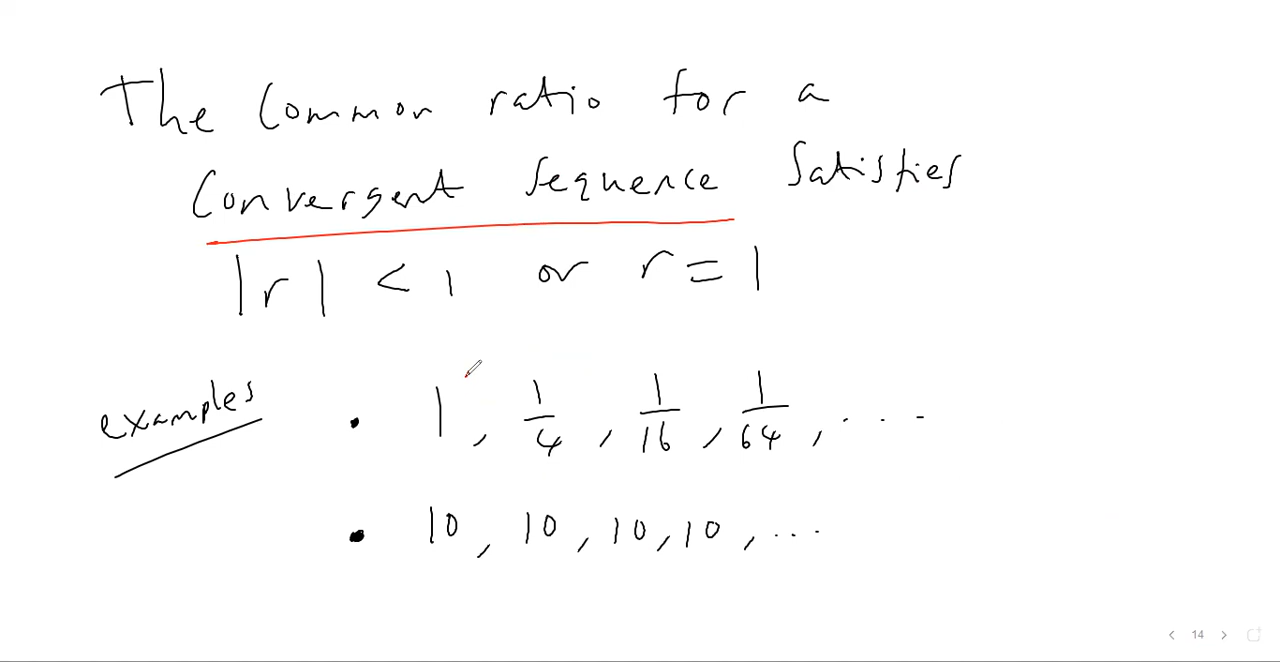 The Common ratio for a
Convergent Sequence Satisfies
|r| < 1 or r = 1
examples
• 1, 1/4, 1/16, 1/64, ...
• 10, 10, 10, 10, ...
< 14 >